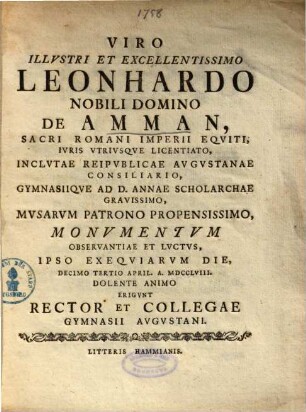 1758
VIRO
ILLVSTRI ET EXCELLENTISSIMO
LEONHARDO
NOBILI DOMINO
DE AMMAN,
SACRI ROMANI IMPERII EQVITI,
IVRIS VTRIVSQVE LICENTIATO,
INCLVTAE REIPVBLICAE AVGVSTANAE
CONSILIARIO,
GYMNASIIQVE AD D. ANNAE SCHOLARCHAE
GRAVISSIMO,
MVSARVM PATRONO PROPENSISSIMO,
MONVMENTVM
OBSERVANTIAE ET LVCTVS,
IPSO EXEQVIARVM DIE,
DECIMO TERTIO APRIL. A. MDCCLVIII.
DOLENTE ANIMO
ERIGVNT
RECTOR ET COLLEGAE
GYMNASII AVGVSTANI.
LITTERIS HAMMIANIS.